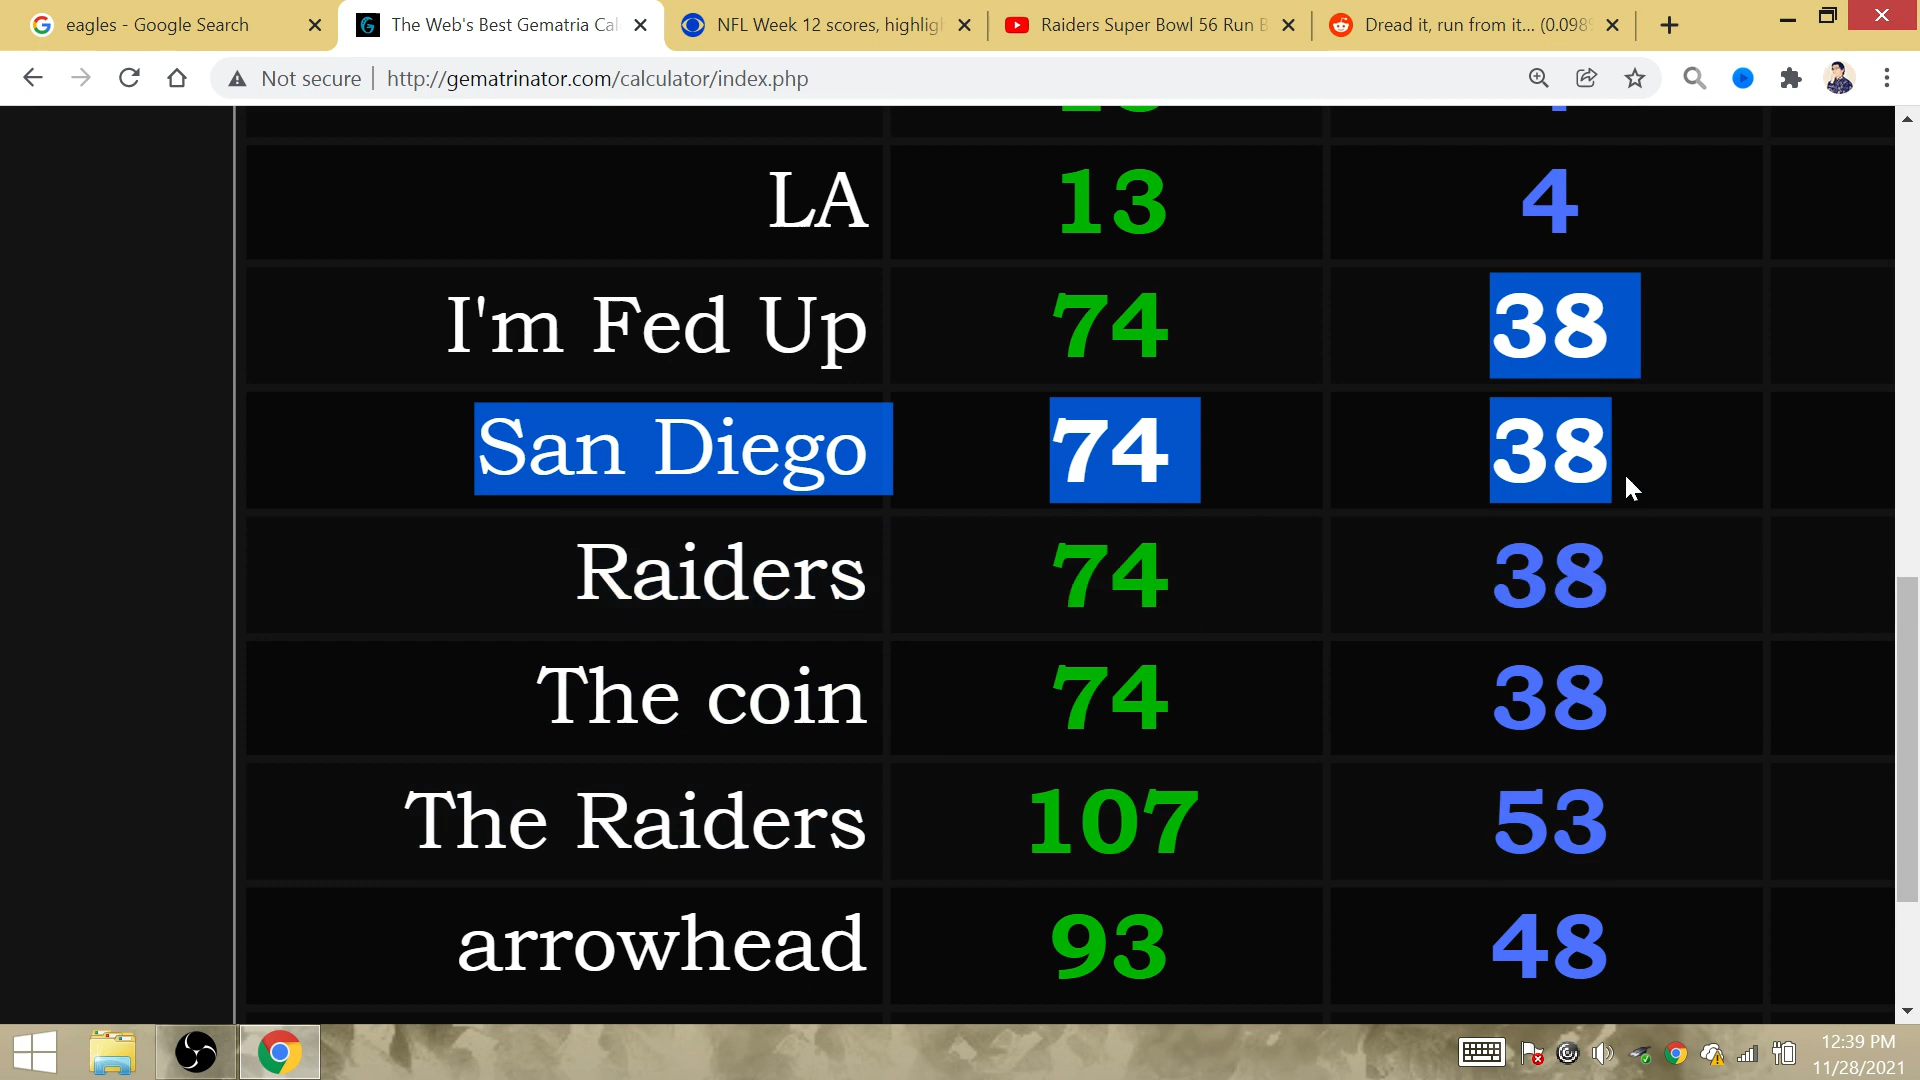 eagles - Google Search
The Web's Best Gematria Cal
NFL Week 12 scores, highligh
Raiders Super Bowl 56 Run B
Dread it, run from it... (0.098
Not secure http://gematrinator.com/calculator/index.php
LA 13 4
I'm Fed Up 74 38
San Diego 74 38
Raiders 74 38
The coin 74 38
The Raiders 107 53
arrowhead 93 48
12:39 PM
11/28/2021